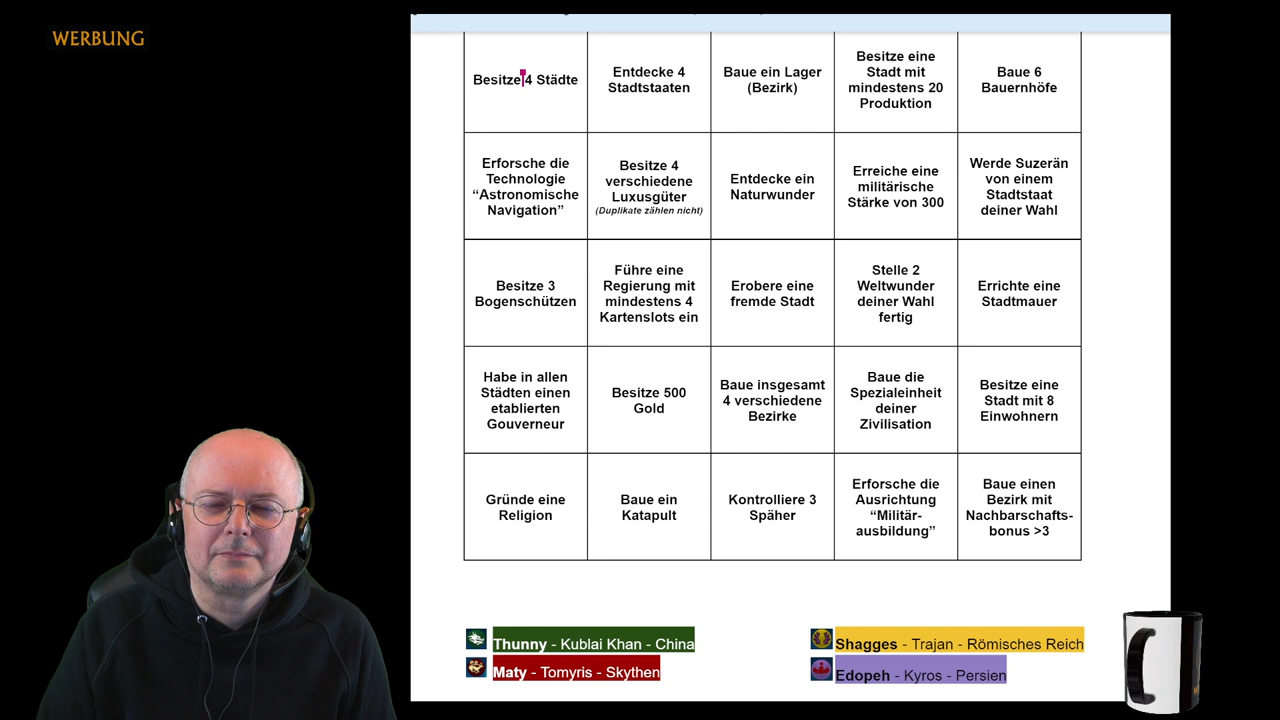 WERBUNG
Besitze 4 Städte
Entdecke 4
Stadtstaaten
Baue ein Lager
(Bezirk)
Besitze eine
Stadt mit
mindestens 20
Produktion
Baue 6
Bauernhöfe
Erforsche die
Technologie
“Astronomische
Navigation”
Besitze 4
verschiedene
Luxusgüter
(Duplikate zählen nicht)
Entdecke ein
Naturwunder
Erreiche eine
militärische
Stärke von 300
Werde Suzerän
von einem
Stadtstaat
deiner Wahl
Besitze 3
Bogenschützen
Führe eine
Regierung mit
mindestens 4
Kartenslots ein
Erobere eine
fremde Stadt
Stelle 2
Weltwunder
deiner Wahl
fertig
Errichte eine
Stadtmauer
Habe in allen
Städten einen
etablierten
Gouverneur
Besitze 500
Gold
Baue insgesamt
4 verschiedene
Bezirke
Baue die
Spezialeinheit
deiner
Zivilisation
Besitze eine
Stadt mit 8
Einwohnern
Gründe eine
Religion
Baue ein
Katapult
Kontrolliere 3
Späher
Erforsche die
Ausrichtung
“Militär-
ausbildung”
Baue einen
Bezirk mit
Nachbarschafts-
bonus >3
Thunny - Kublai Khan - China
Maty - Tomyris - Skythen
Shagges - Trajan - Römisches Reich
Edopeh - Kyros - Persien